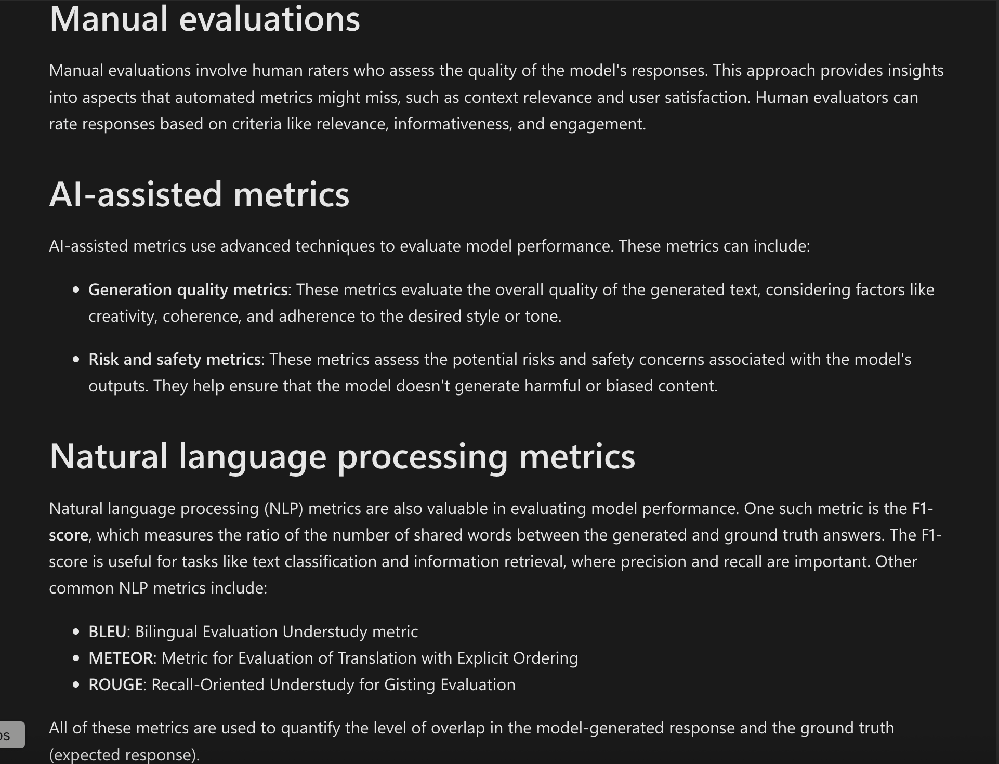 Manual evaluations
Manual evaluations involve human raters who assess the quality of the model's responses. This approach provides insights
into aspects that automated metrics might miss, such as context relevance and user satisfaction. Human evaluators can
rate responses based on criteria like relevance, informativeness, and engagement.
AI-assisted metrics
AI-assisted metrics use advanced techniques to evaluate model performance. These metrics can include:
• Generation quality metrics: These metrics evaluate the overall quality of the generated text, considering factors like
creativity, coherence, and adherence to the desired style or tone.
• Risk and safety metrics: These metrics assess the potential risks and safety concerns associated with the model's
outputs. They help ensure that the model doesn't generate harmful or biased content.
Natural language processing metrics
Natural language processing (NLP) metrics are also valuable in evaluating model performance. One such metric is the F1-
score, which measures the ratio of the number of shared words between the generated and ground truth answers. The F1-
score is useful for tasks like text classification and information retrieval, where precision and recall are important. Other
common NLP metrics include:
• BLEU: Bilingual Evaluation Understudy metric
• METEOR: Metric for Evaluation of Translation with Explicit Ordering
• ROUGE: Recall-Oriented Understudy for Gisting Evaluation
All of these metrics are used to quantify the level of overlap in the model-generated response and the ground truth
(expected response).